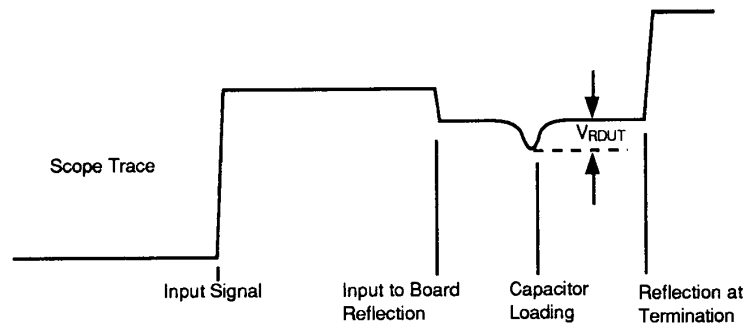 VRDUT
Scope Trace
Input Signal
Input to Board
Reflection
Capacitor
Loading
Reflection at
Termination